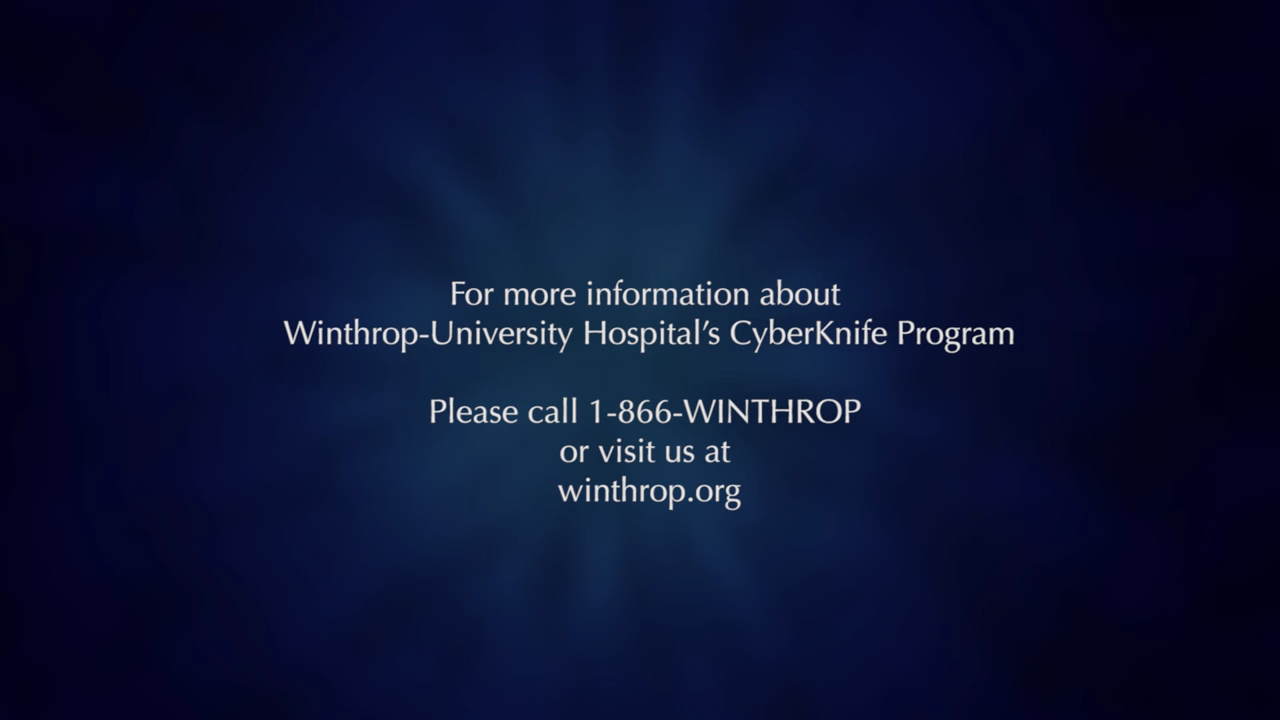 For more information about
Winthrop-University Hospital’s CyberKnife Program
Please call 1-866-WINTHROP
or visit us at
winthrop.org